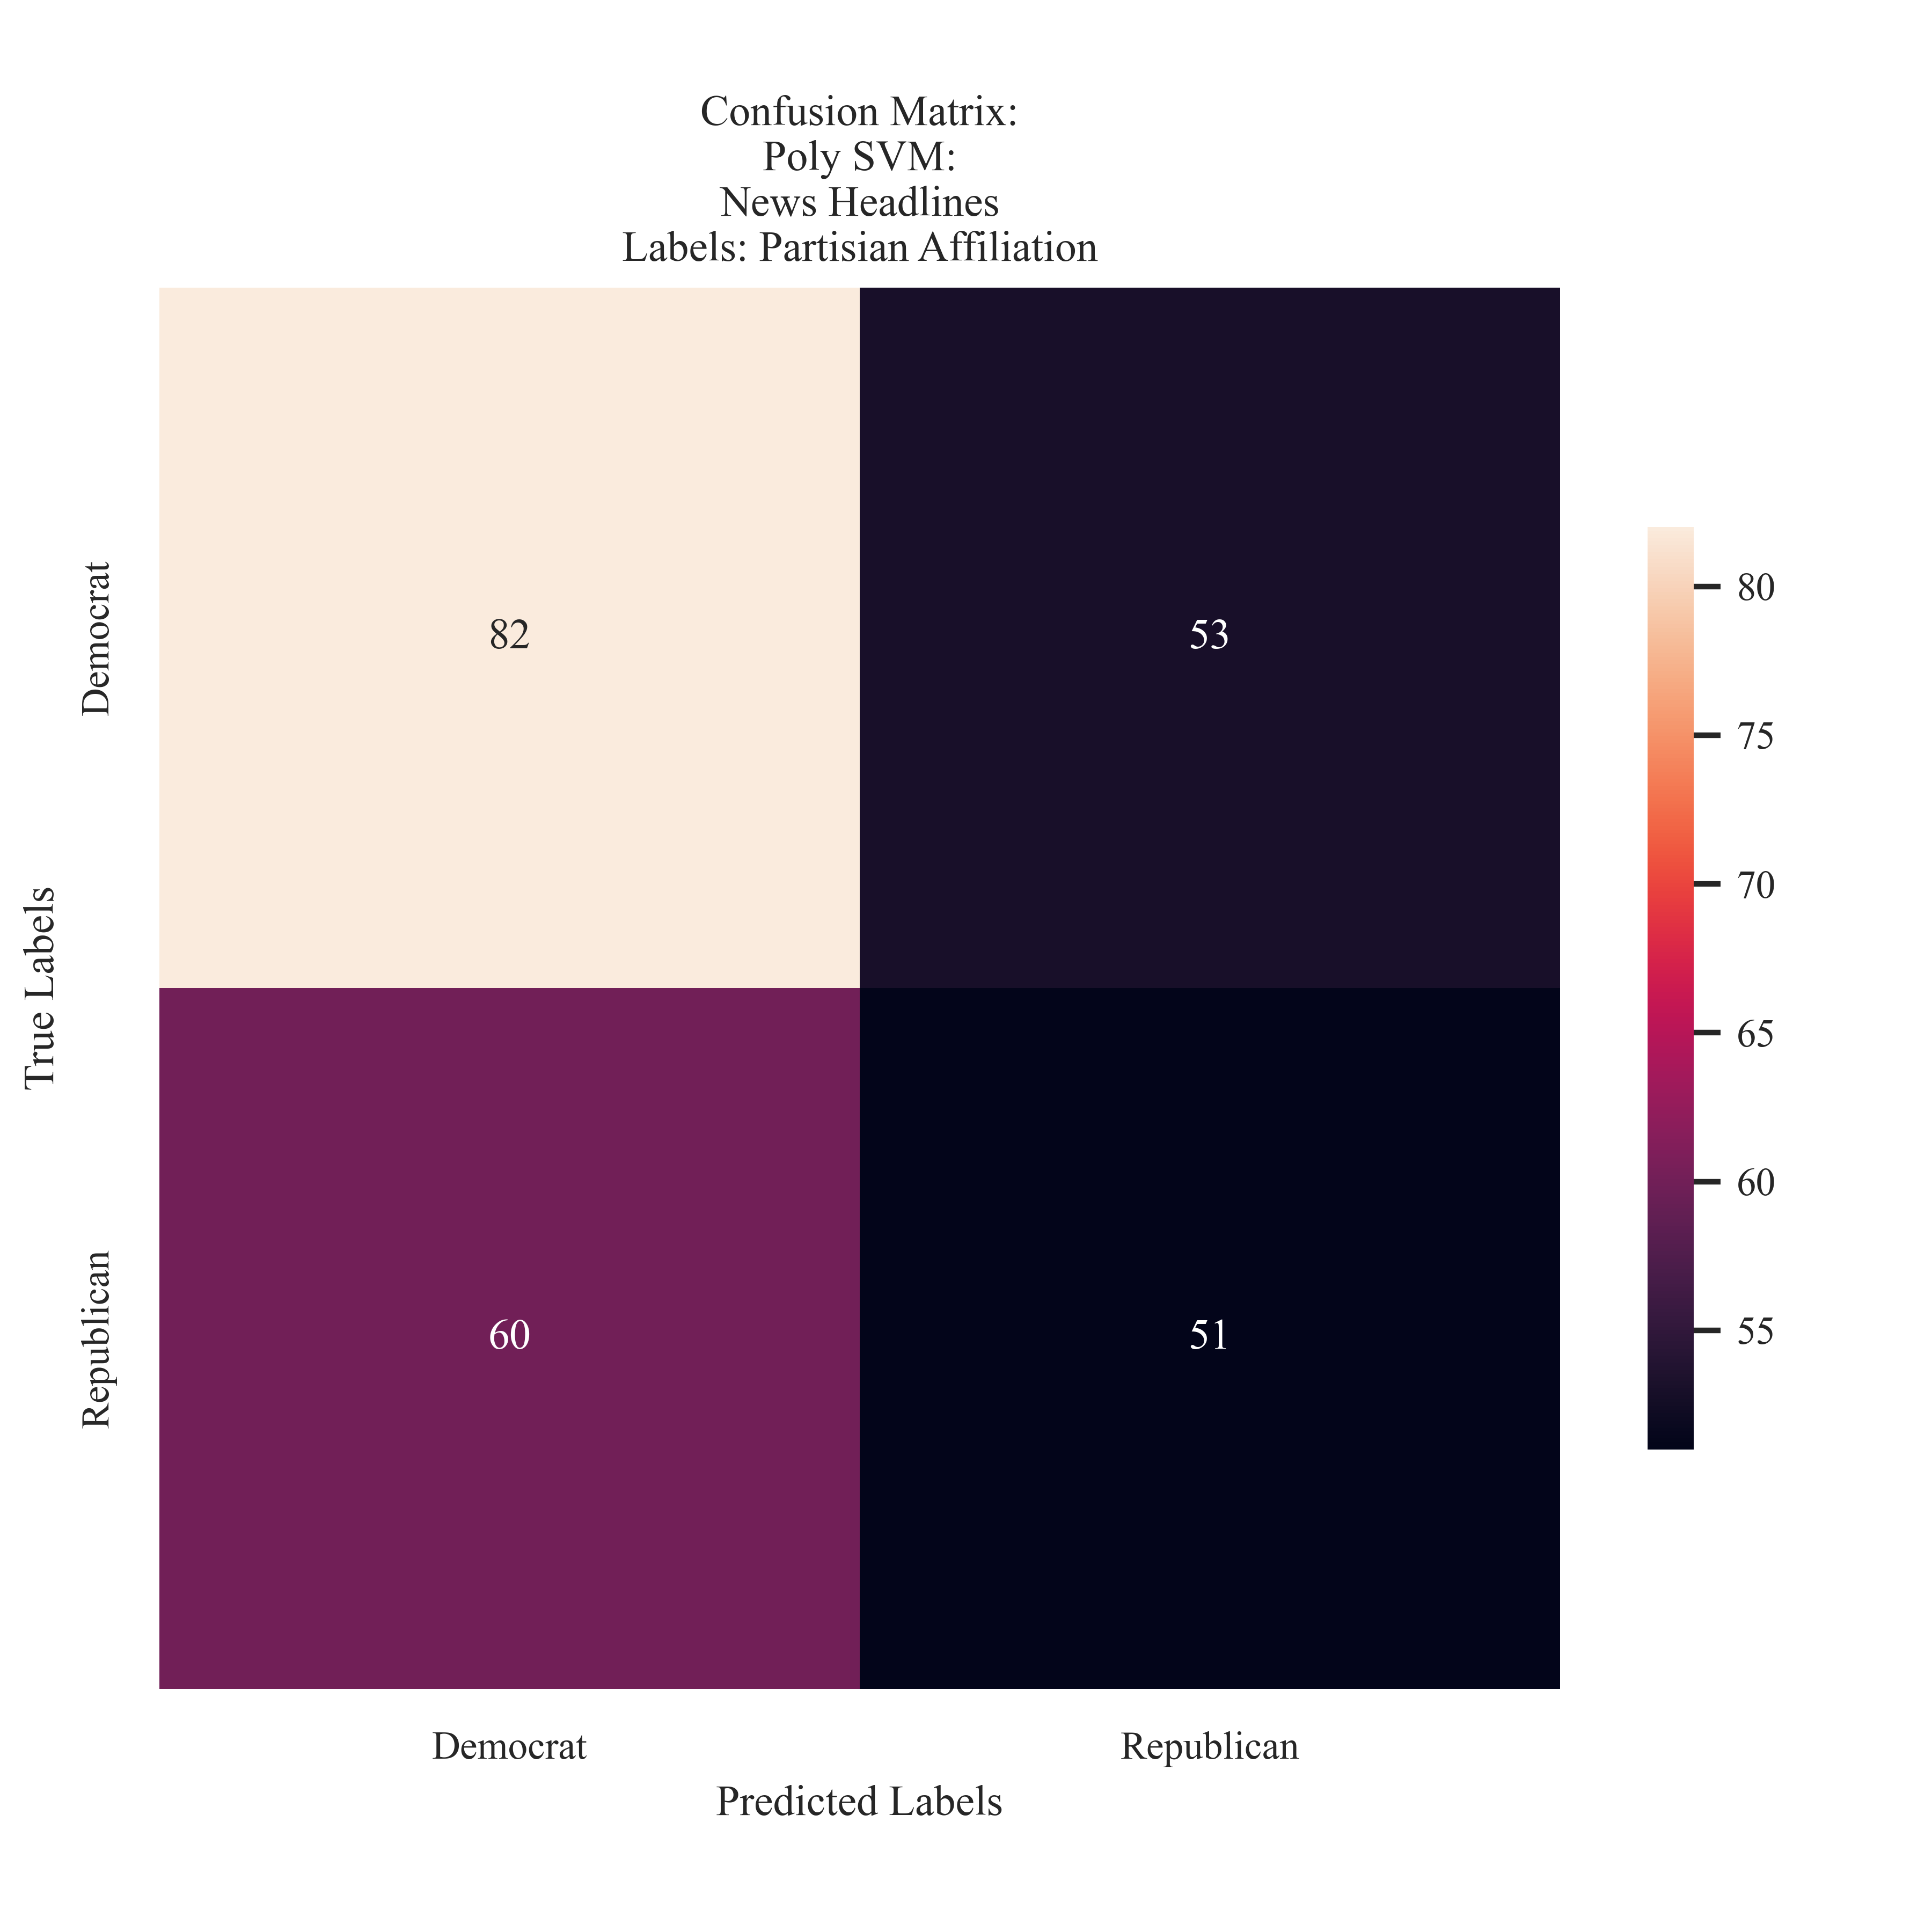 Confusion Matrix:
Poly SVM:
News Headlines
Labels: Partisian Affiliation
True Labels
Democrat
82
53
Republican
60
51
Democrat
Republican
Predicted Labels
80
75
70
65
60
55